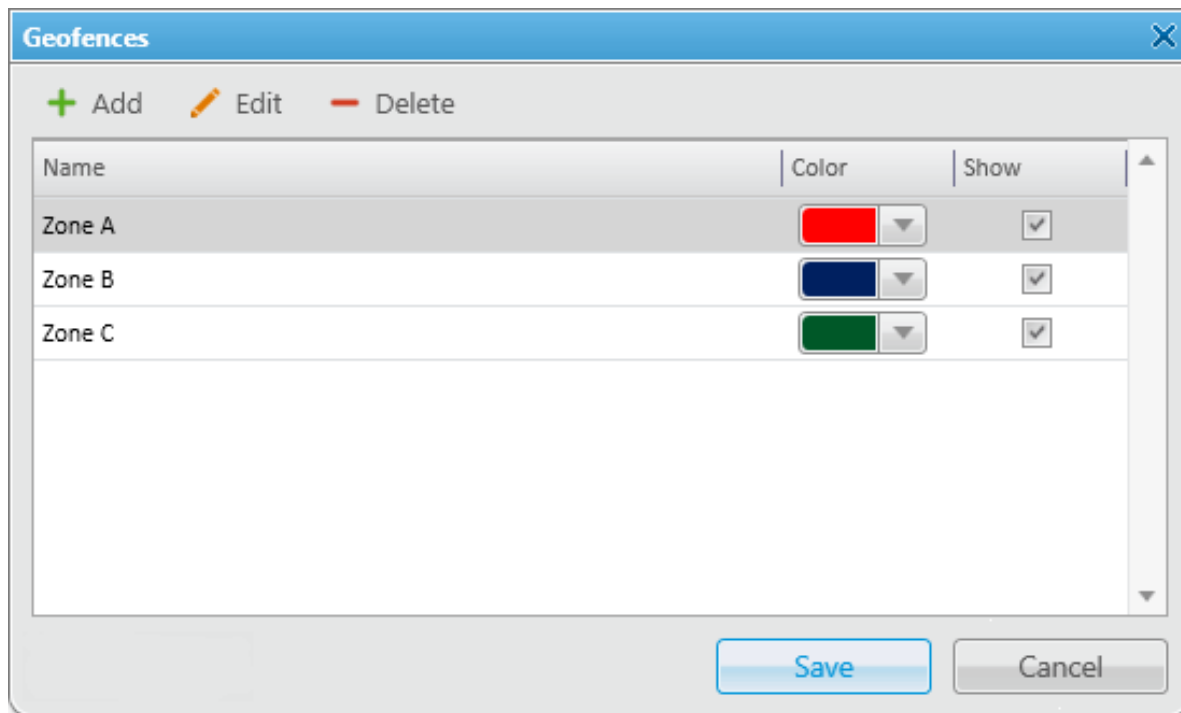 Geofences
Add Edit Delete
Name Color Show
Zone A
Zone B
Zone C
Save Cancel